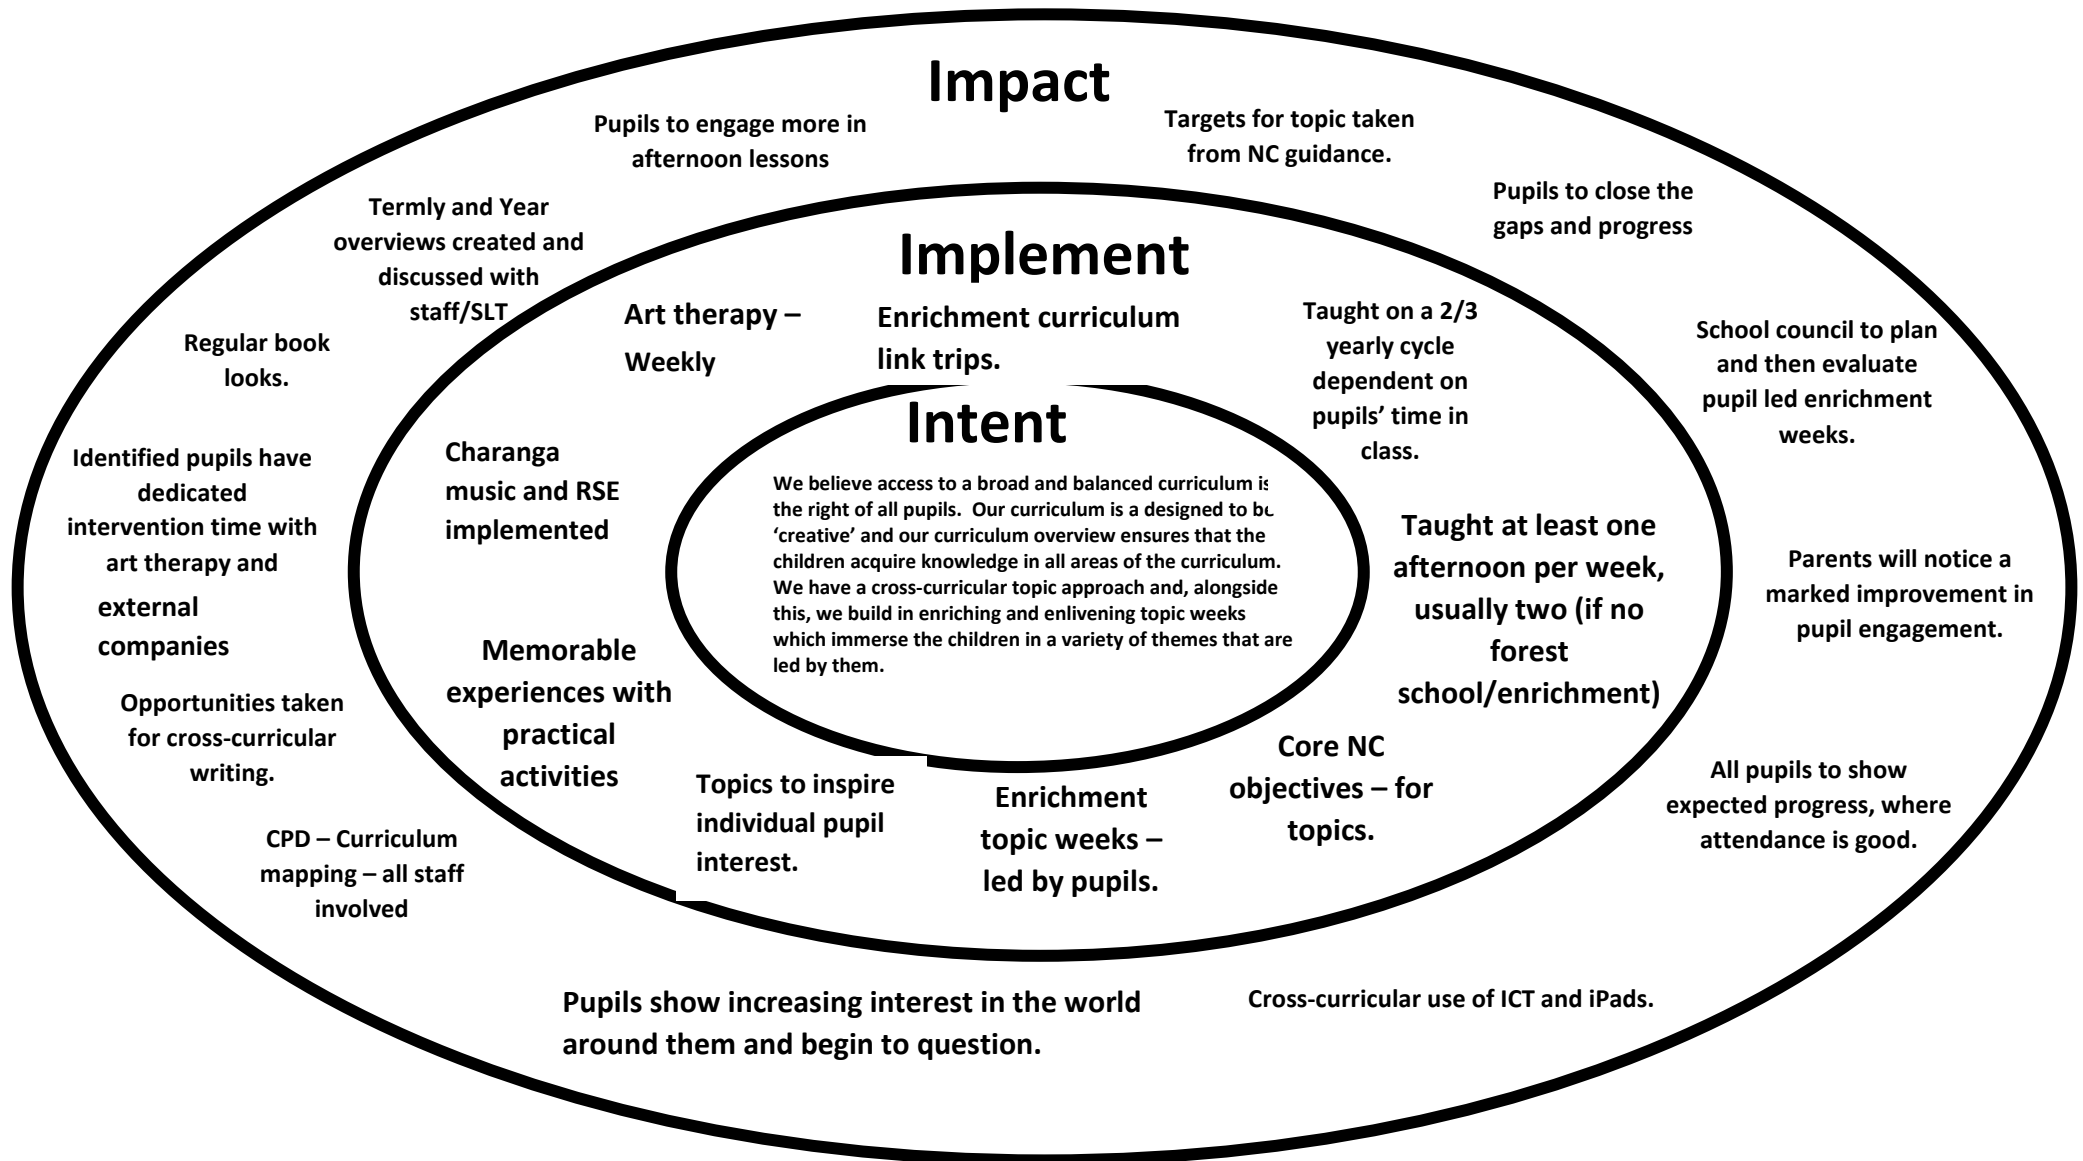 Impact
Pupils to engage more in
afternoon lessons
Targets for topic taken
from NC guidance.
Pupils to close the
gaps and progress
Termly and Year
overviews created and
discussed with
staff/SLT
Regular book
looks.
School council to plan
and then evaluate
pupil led enrichment
weeks.
Identified pupils have
dedicated
intervention time with
art therapy and
external
companies
Parents will notice a
marked improvement in
pupil engagement.
Opportunities taken
for cross-curricular
writing.
All pupils to show
expected progress, where
attendance is good.
CPD – Curriculum
mapping – all staff
involved
Pupils show increasing interest in the world
around them and begin to question.
Cross-curricular use of ICT and iPads.
Implement
Art therapy –
Weekly
Enrichment curriculum
link trips.
Taught on a 2/3
yearly cycle
dependent on
pupils’ time in
class.
Charanga
music and RSE
implemented
Taught at least one
afternoon per week,
usually two (if no
forest
school/enrichment)
Memorable
experiences with
practical
activities
Topics to inspire
individual pupil
interest.
Enrichment
topic weeks –
led by pupils.
Core NC
objectives – for
topics.
Intent
We believe access to a broad and balanced curriculum is
the right of all pupils.  Our curriculum is a designed to be
‘creative’ and our curriculum overview ensures that the
children acquire knowledge in all areas of the curriculum.
We have a cross-curricular topic approach and, alongside
this, we build in enriching and enlivening topic weeks
which immerse the children in a variety of themes that are
led by them.